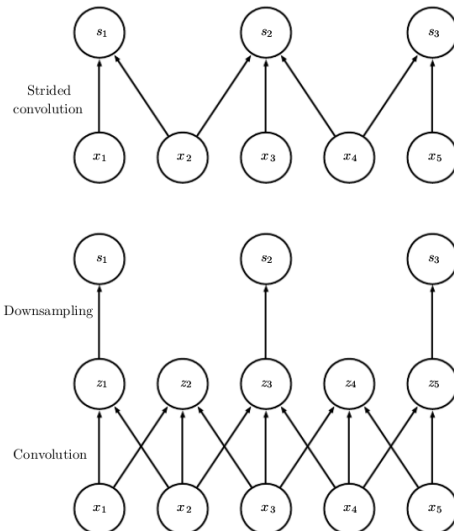 s₁ s₂ s₃
Strided
convolution
x₁ x₂ x₃ x₄ x₅
s₁ s₂ s₃
Downsampling
z₁ z₂ z₃ z₄ z₅
Convolution
x₁ x₂ x₃ x₄ x₅